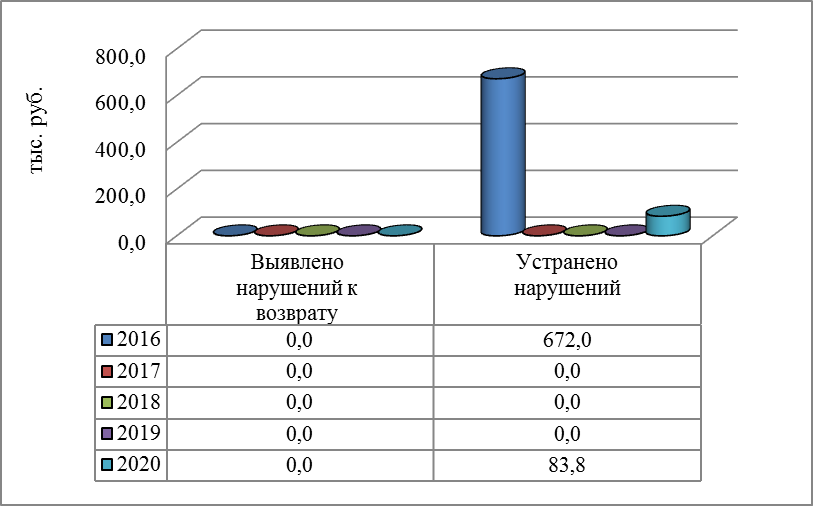 тыс. руб.
800,0
600,0
400,0
200,0
0,0
Выявлено
нарушений к
возврату
Устранено
нарушений
2016 0,0 672,0
2017 0,0 0,0
2018 0,0 0,0
2019 0,0 0,0
2020 0,0 83,8